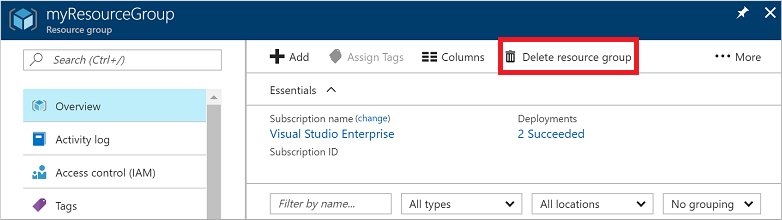 myResourceGroup
Resource group
Search (Ctrl+/)
Overview
Activity log
Access control (IAM)
Tags
Add
Assign Tags
Columns
Delete resource group
More
Essentials
Subscription name (change)
Visual Studio Enterprise
Subscription ID
Deployments
2 Succeeded
Filter by name...
All types
All locations
No grouping